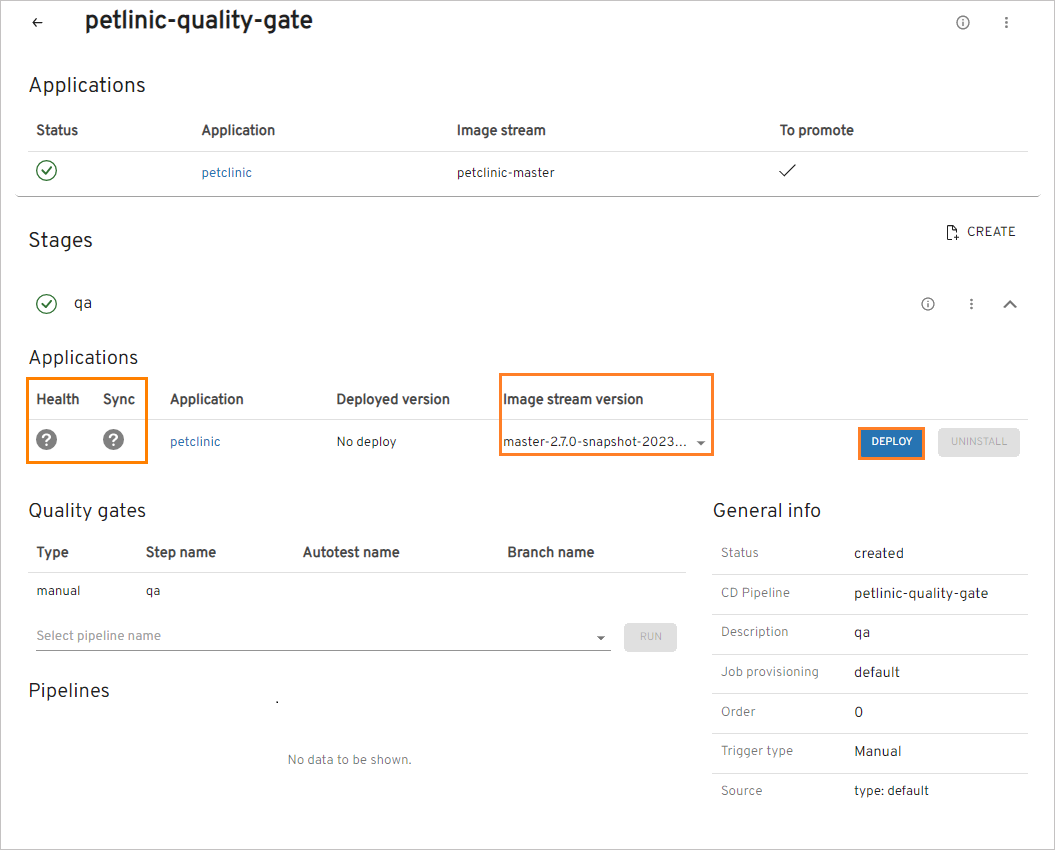 petlinic-quality-gate
Applications
Status Application Image stream To promote
petclinic petclinic-master
Stages CREATE
qa
Applications
Health Sync Application Deployed version Image stream version
? ? petclinic No deploy master-2.7.0-snapshot-2023... DEPLOY UNINSTALL
Quality gates
Type Step name Autotest name Branch name
manual qa
Select pipeline name RUN
Pipelines
.
No data to be shown.
General info
Status created
CD Pipeline petlinic-quality-gate
Description qa
Job provisioning default
Order 0
Trigger type Manual
Source type: default